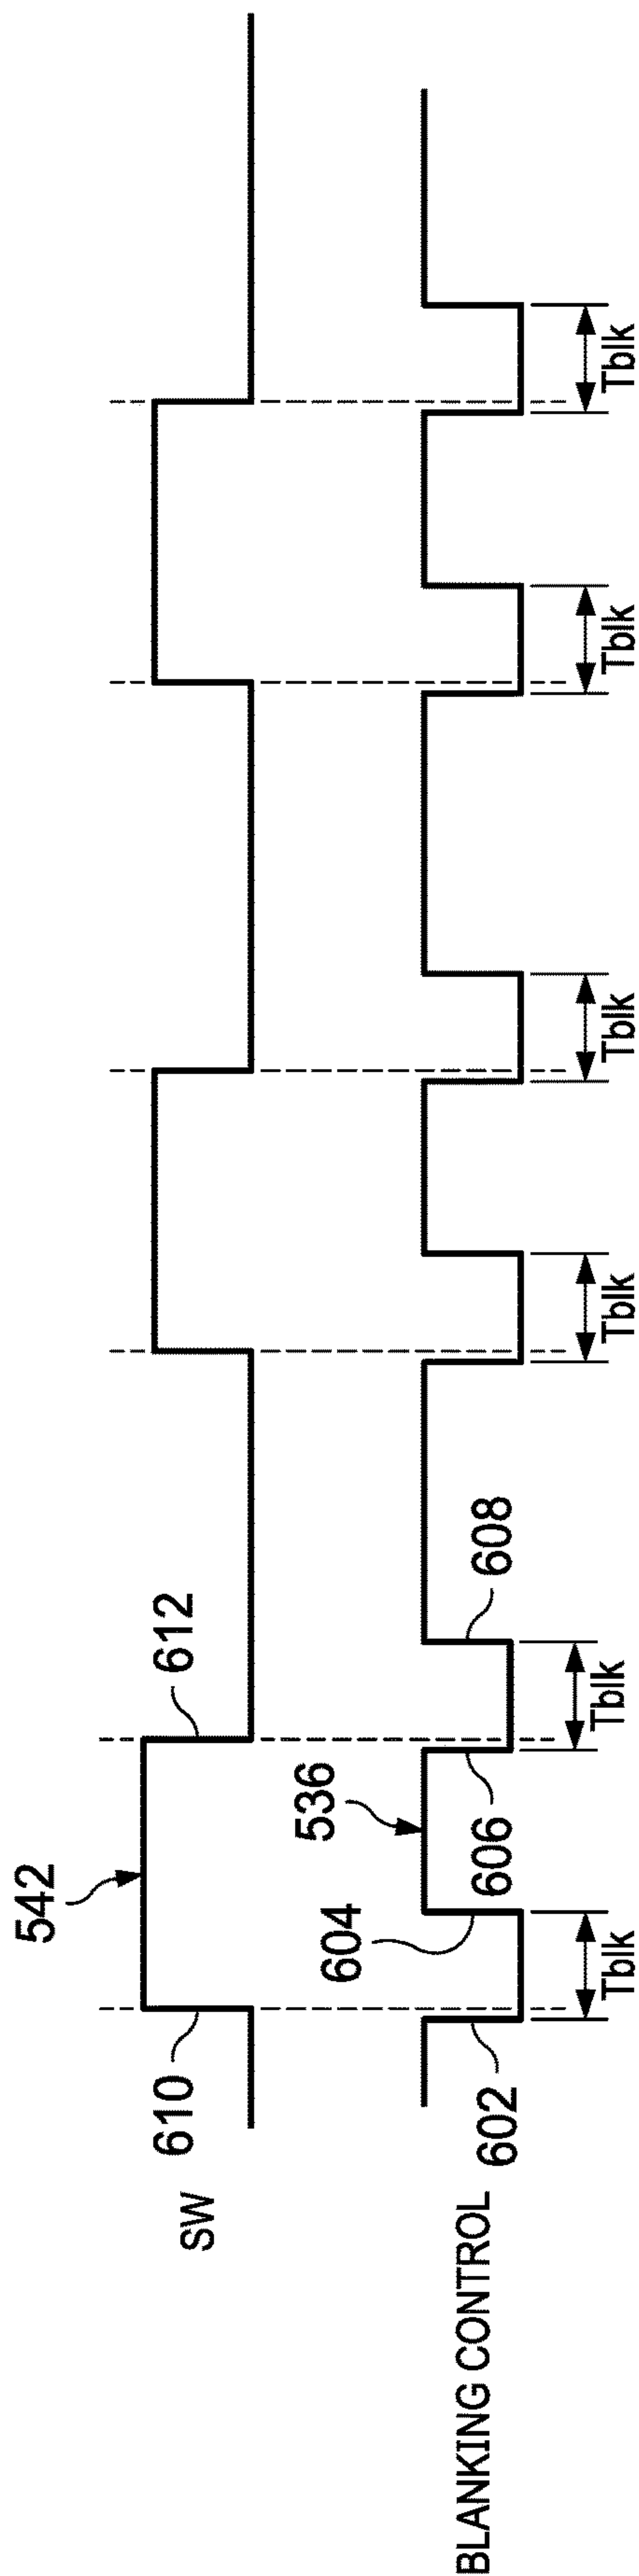 SW
610
542
612
BLANKING CONTROL
602
604
536
606
608
Tblk
Tblk
Tblk
Tblk
Tblk
Tblk